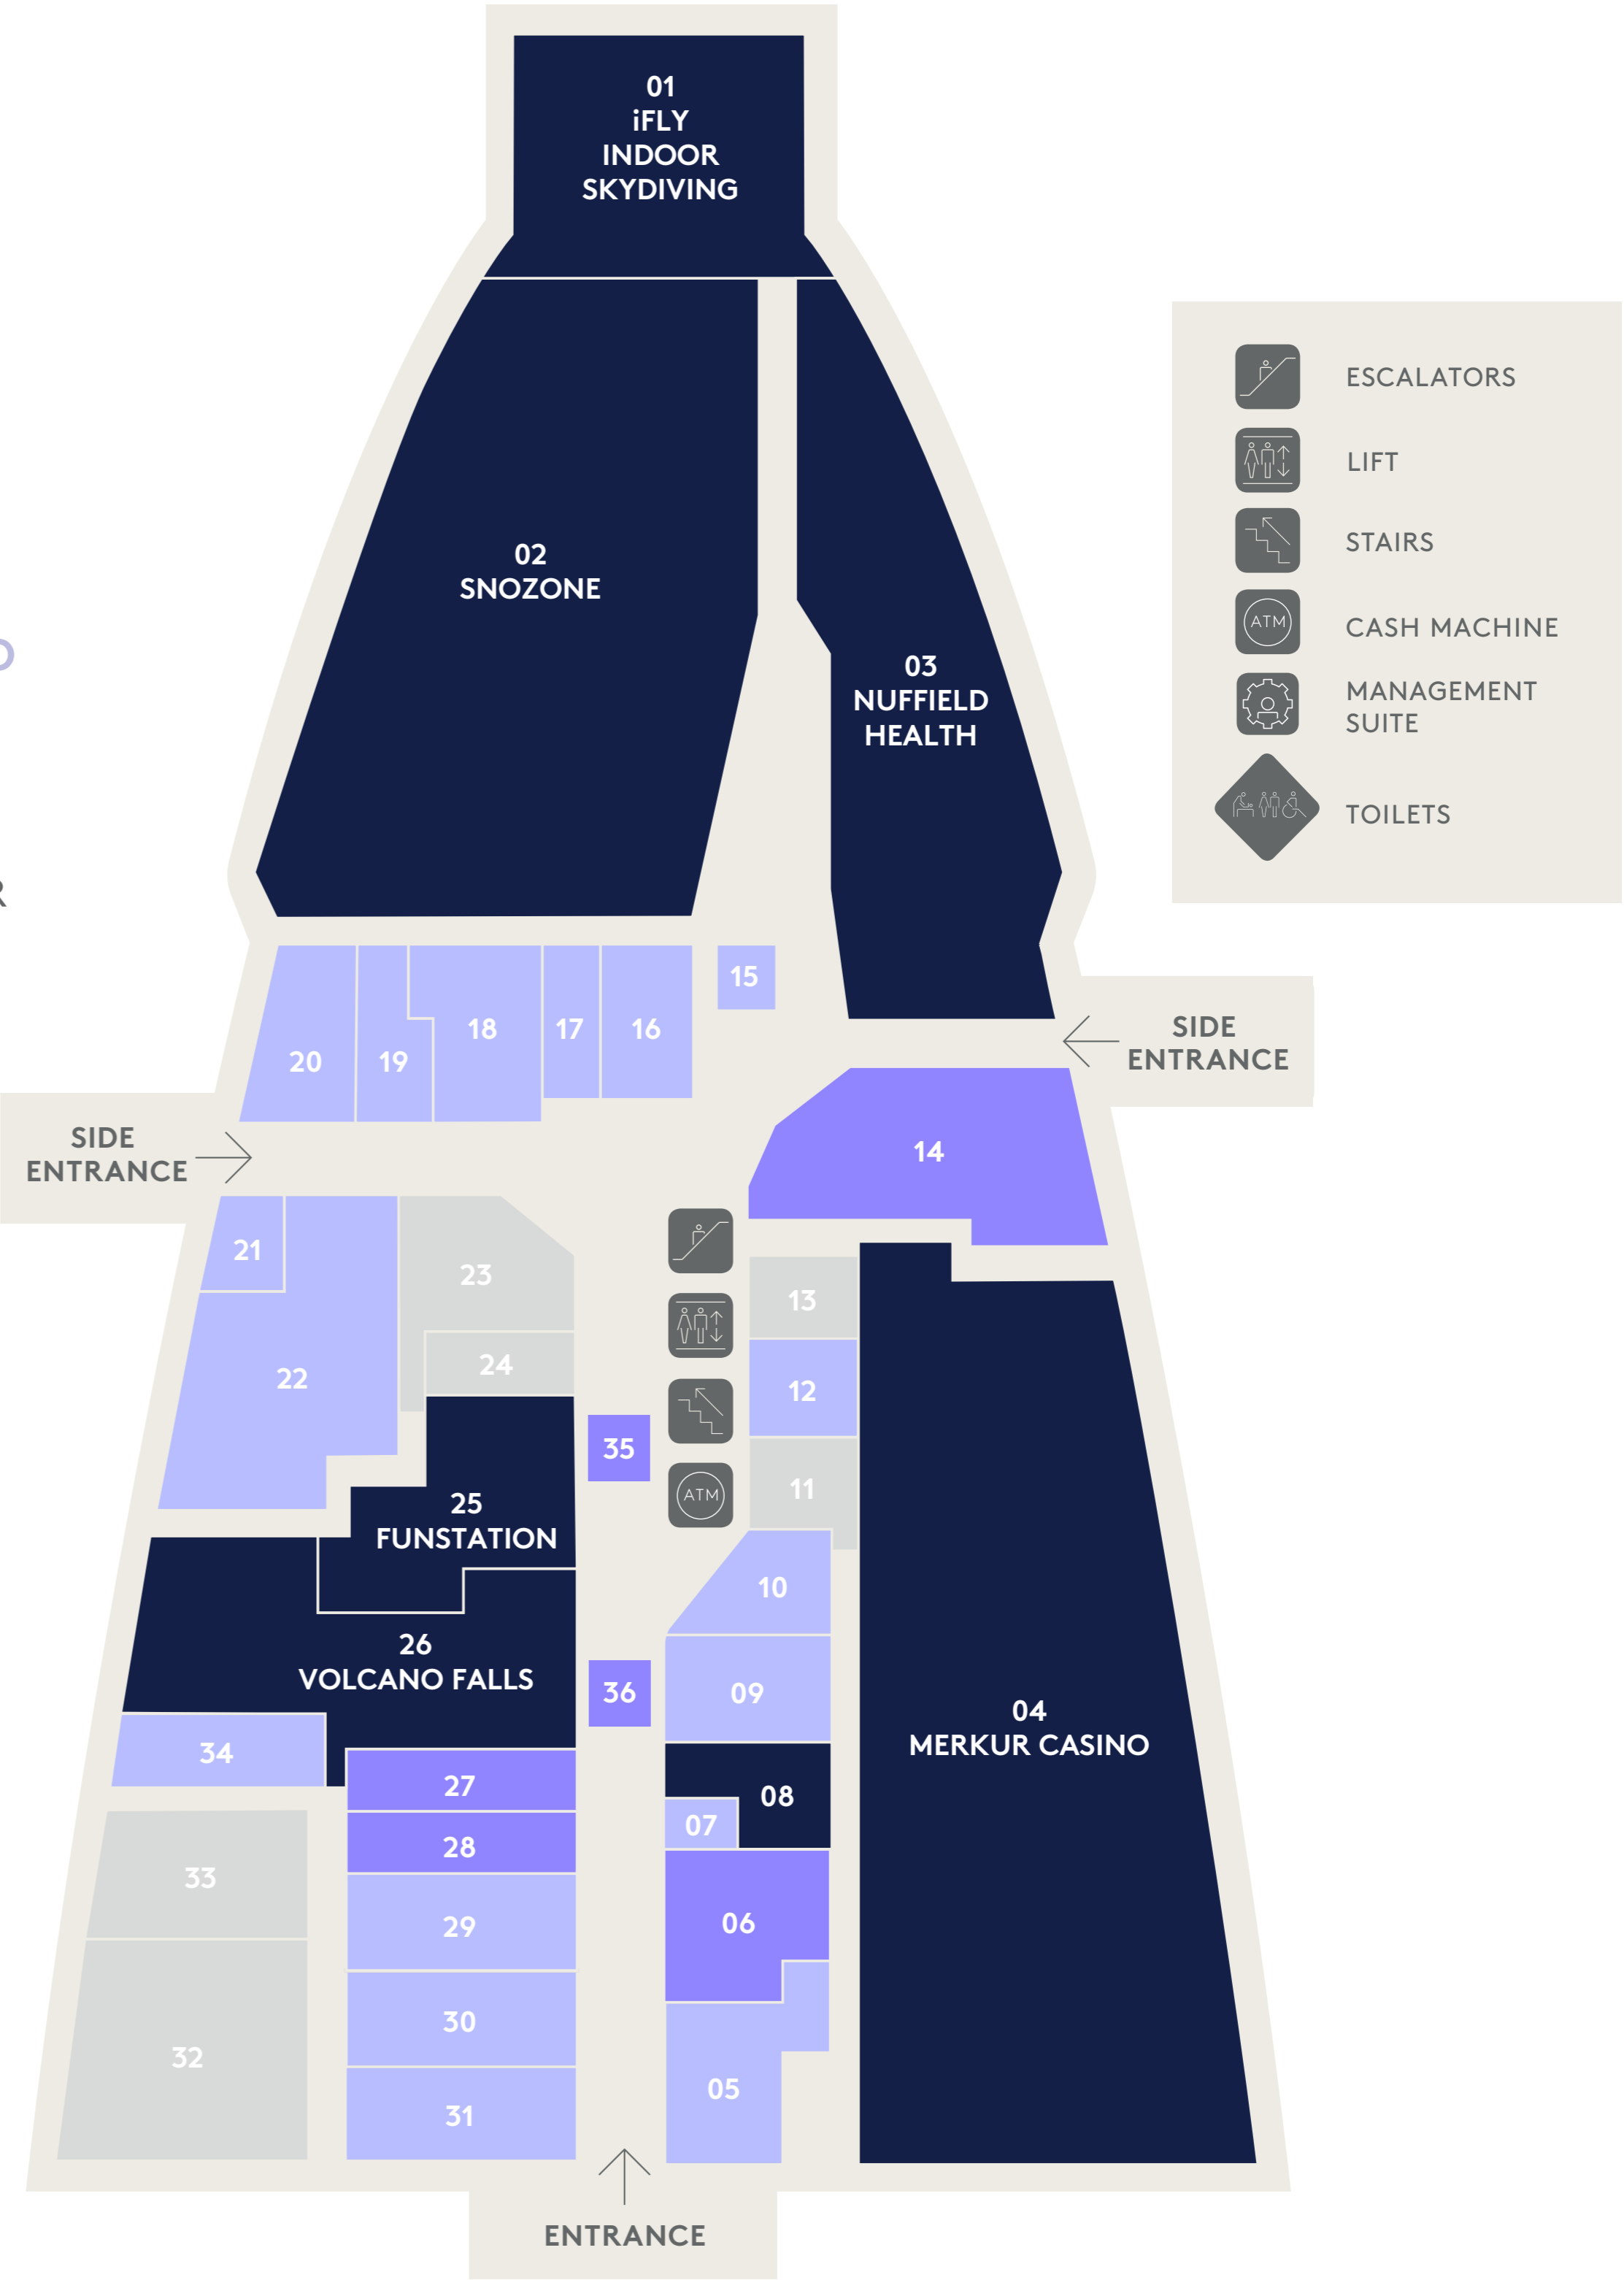 01
iFLY
INDOOR
SKYDIVING
ESCALATORS
LIFT
STAIRS
ATM
CASH MACHINE
MANAGEMENT
SUITE
TOILETS
02
SNOZONE
03
NUFFIELD
HEALTH
R
15
20
19
18
17
16
SIDE
ENTRANCE
SIDE
ENTRANCE
14
21
22
23
24
13
12
11
35
ATM
25
FUNSTATION
10
26
VOLCANO FALLS
36
09
04
MERKUR CASINO
34
27
08
07
28
33
29
06
30
32
05
31
ENTRANCE